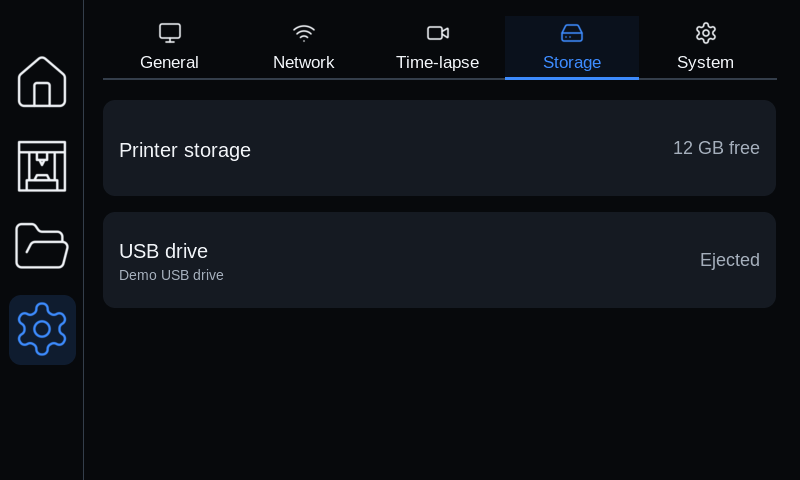 General
Network
Time-lapse
Storage
System
Printer storage
12 GB free
USB drive
Demo USB drive
Ejected